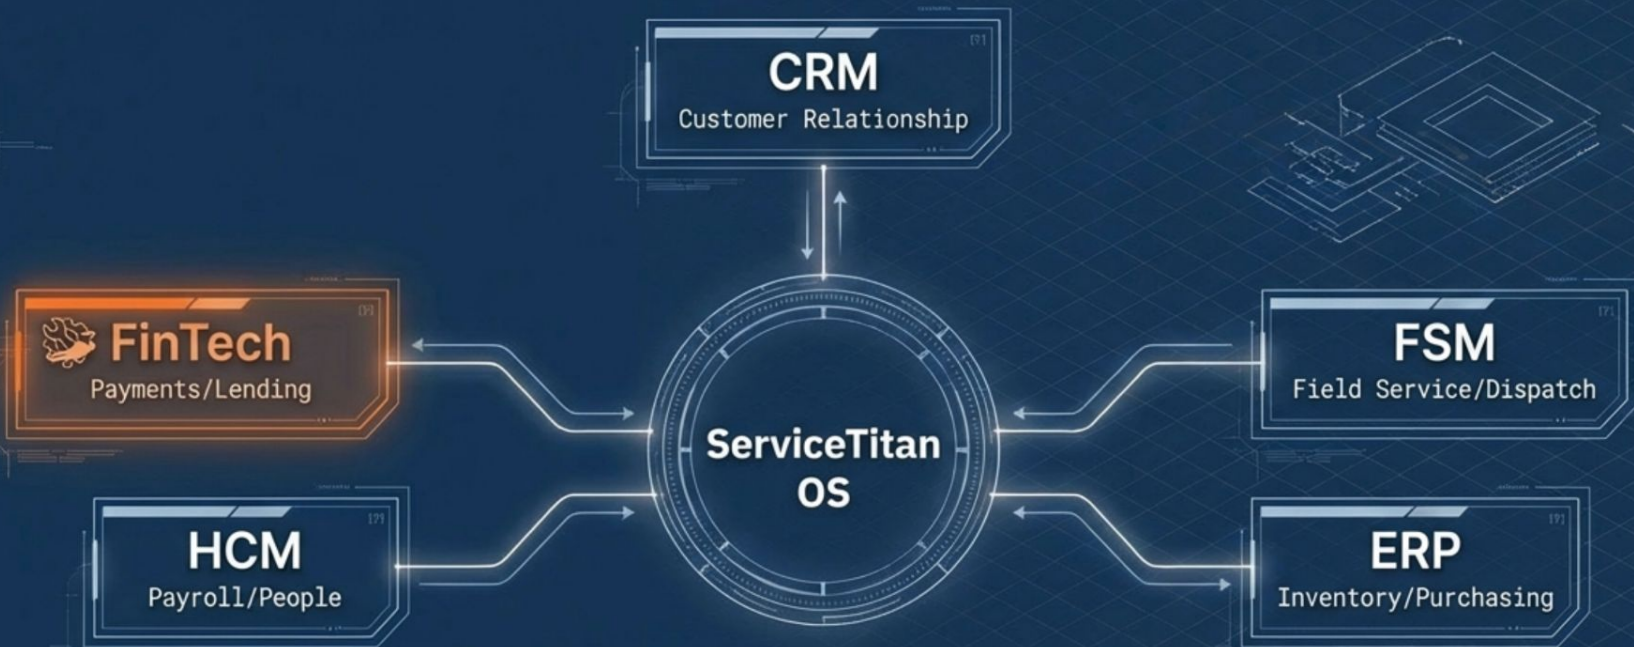 CRM
Customer Relationship
FinTech
Payments/Lending
FSM
Field Service/Dispatch
ServiceTitan
OS
HCM
Payroll/People
ERP
Inventory/Purchasing